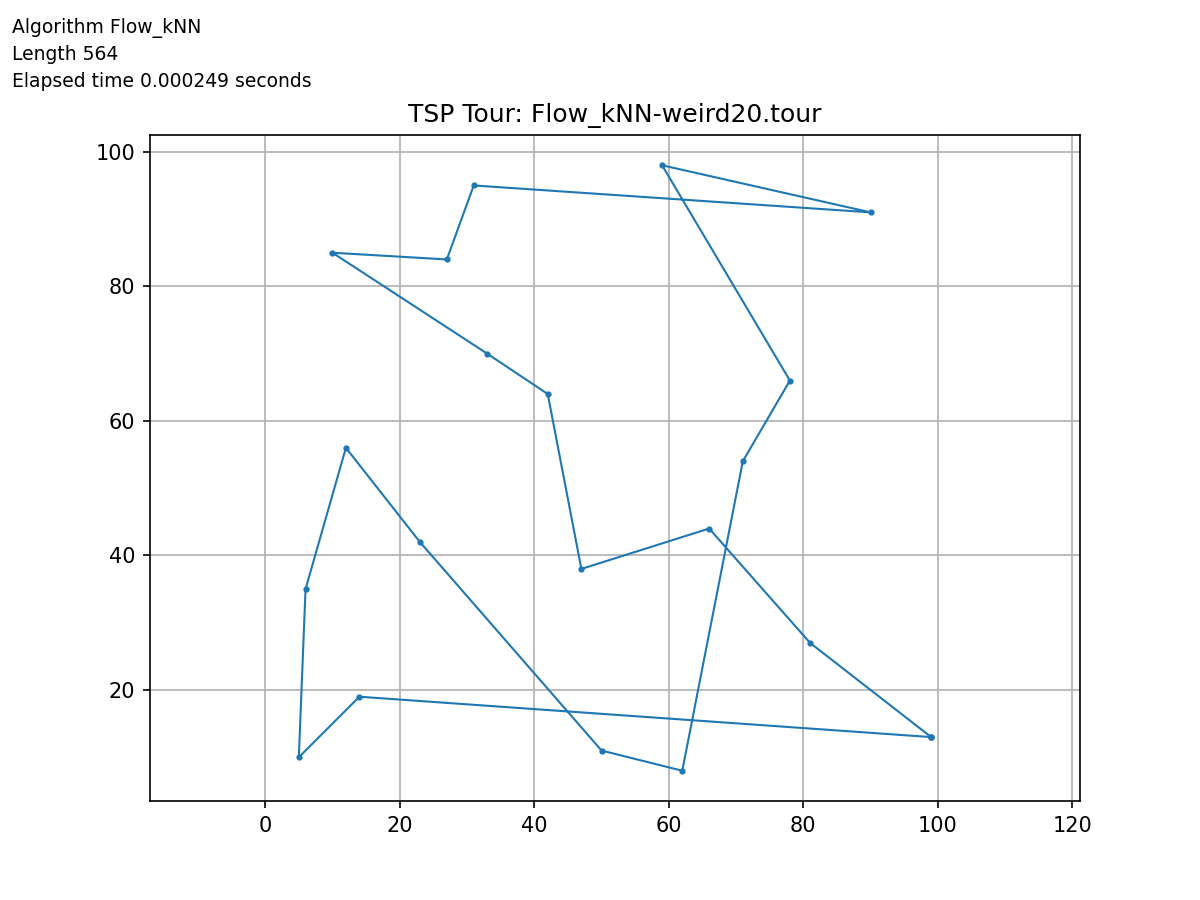 Algorithm Flow_kNN
Length 564
Elapsed time 0.000249 seconds
TSP Tour: Flow_kNN-weird20.tour
100
80
60
40
20
0 20 40 60 80 100 120